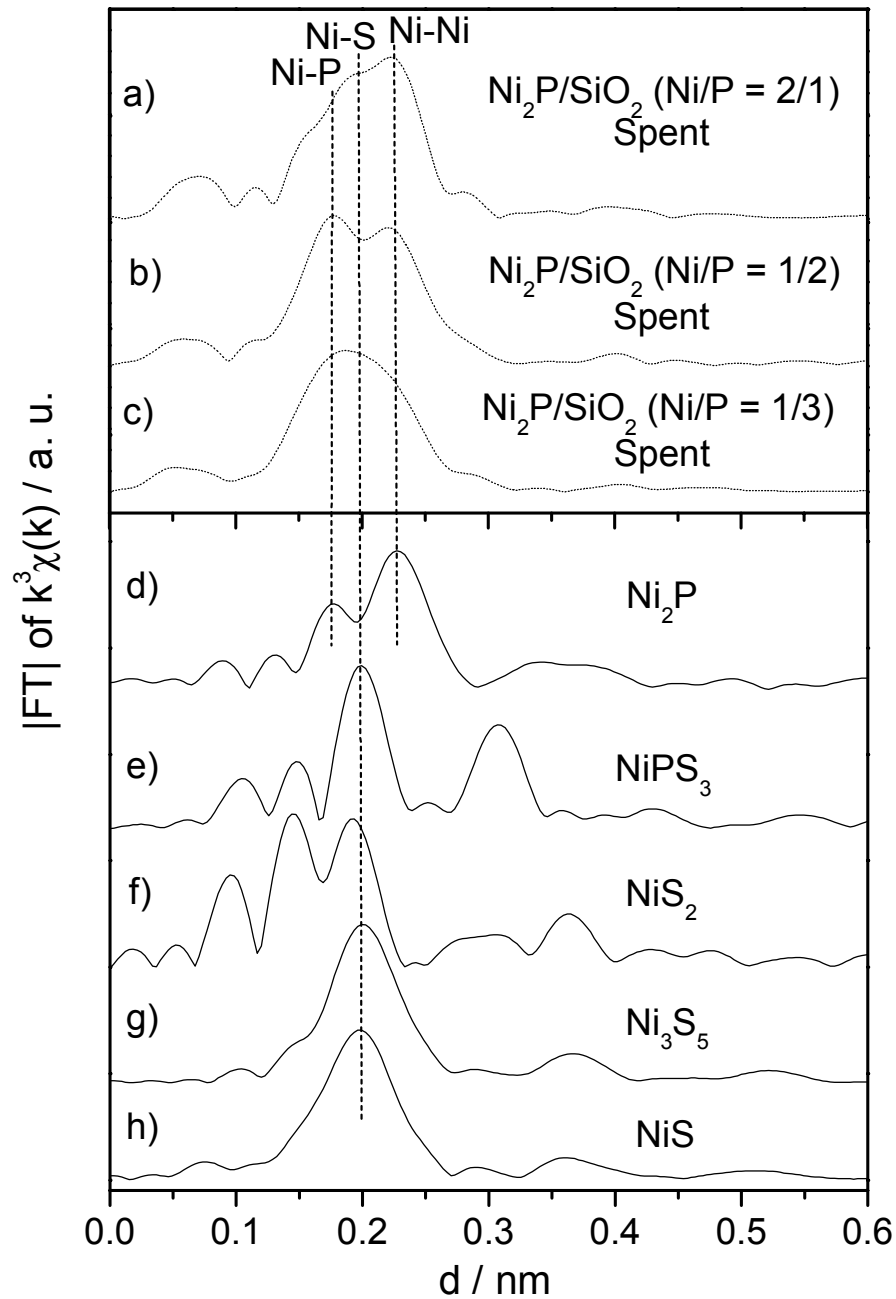 Ni-S
Ni-Ni
Ni-P
a)
Ni₂P/SiO₂ (Ni/P = 2/1)
Spent
b)
Ni₂P/SiO₂ (Ni/P = 1/2)
Spent
c)
Ni₂P/SiO₂ (Ni/P = 1/3)
Spent
|FT| of k³χ(k) / a. u.
d)
Ni₂P
e)
NiPS₃
f)
NiS₂
g)
Ni₃S₅
h)
NiS
0.0 0.1 0.2 0.3 0.4 0.5 0.6
d / nm